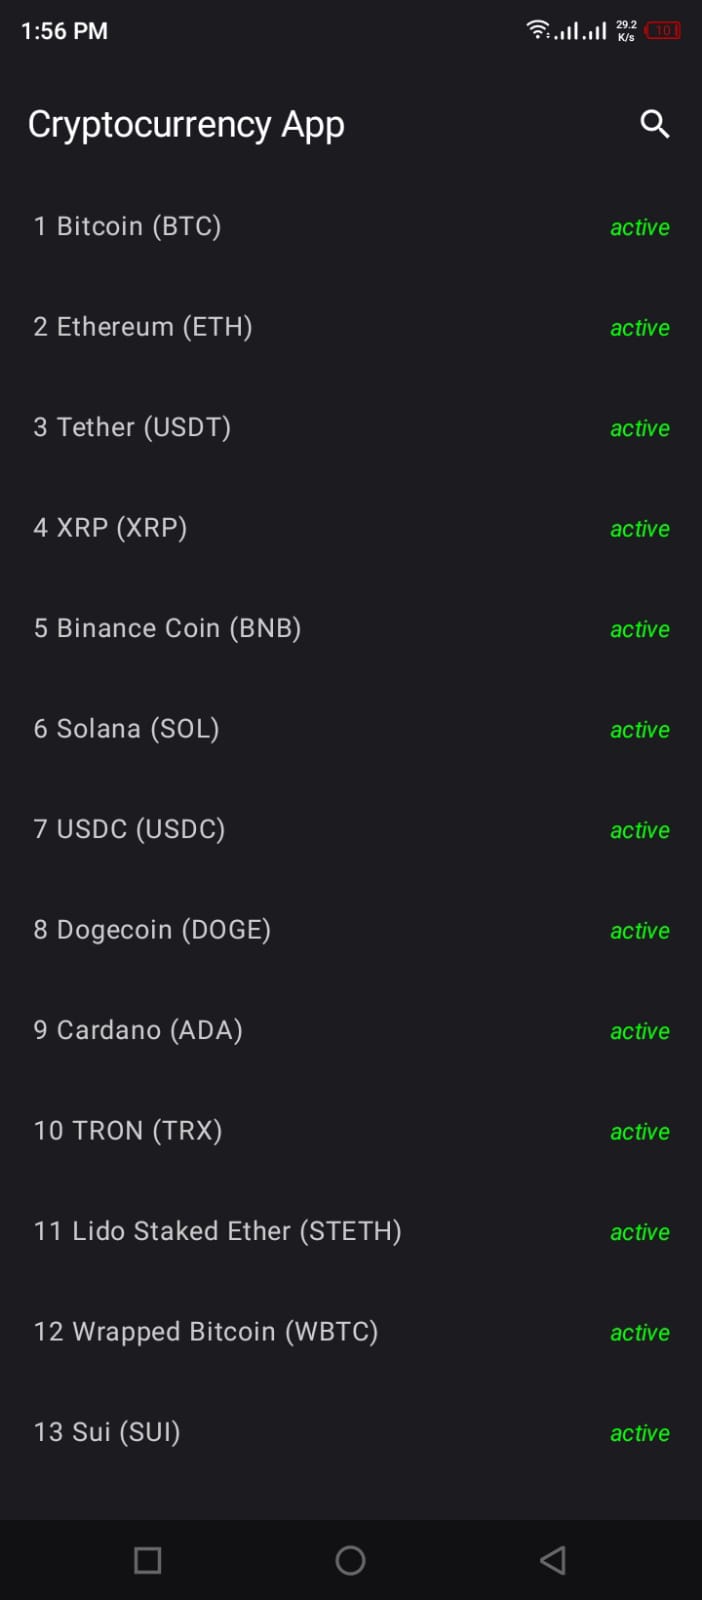 1:56 PM
29.2
K/s
10
Cryptocurrency App
1 Bitcoin (BTC)
active
2 Ethereum (ETH)
active
3 Tether (USDT)
active
4 XRP (XRP)
active
5 Binance Coin (BNB)
active
6 Solana (SOL)
active
7 USDC (USDC)
active
8 Dogecoin (DOGE)
active
9 Cardano (ADA)
active
10 TRON (TRX)
active
11 Lido Staked Ether (STETH)
active
12 Wrapped Bitcoin (WBTC)
active
13 Sui (SUI)
active